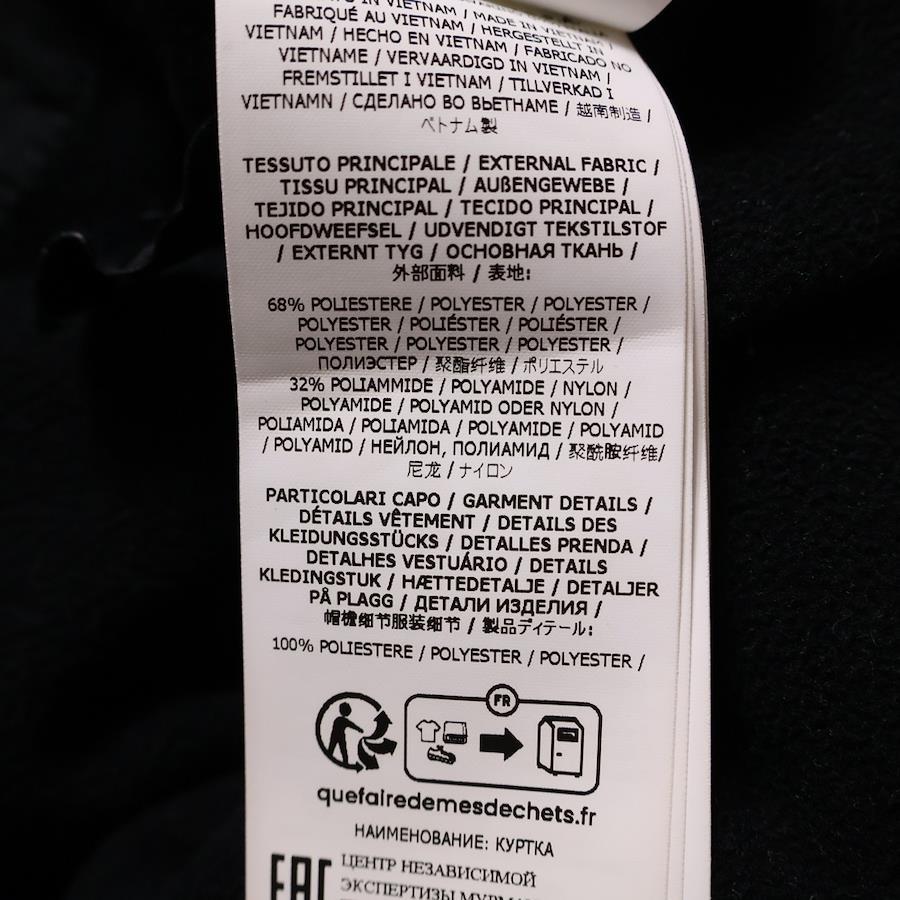 IN VIETNAM / MADE IN VIETNAM /
FABRIQUÉ AU VIETNAM / HERGESTELLT IN
VIETNAM / HECHO EN VIETNAM / FABRICADO NO
VIETNAME / VERVAARDIGD IN VIETNAM /
FREMSTILLET I VIETNAM / TILLVERKAD I
VIETNAMN / СДЕЛАНО ВО ВЬЕТНАМЕ / 越南制造 /
ベトナム製
TESSUTO PRINCIPALE / EXTERNAL FABRIC /
TISSU PRINCIPAL / AUßENGEWEBE /
TEJIDO PRINCIPAL / TECIDO PRINCIPAL /
HOOFDWEEFSEL / UDVENDIGT TEKSTILSTOF
/ EXTERNT TYG / ОСНОВНАЯ ТКАНЬ /
外部面料 / 表地:
68% POLIESTERE / POLYESTER / POLYESTER /
POLYESTER / POLIÉSTER / POLIÉSTER /
POLYESTER / POLYESTER / POLYESTER /
ПОЛИЭСТЕР / 聚酯纤维 / ポリエステル
32% POLIAMMIDE / POLYAMIDE / NYLON /
POLYAMIDE / POLYAMID ODER NYLON /
POLIAMIDA / POLIAMIDA / POLYAMIDE / POLYAMID
/ POLYAMID / НЕЙЛОН, ПОЛИАМИД / 聚酰胺纤维/
尼龙 / ナイロン
PARTICOLARI CAPO / GARMENT DETAILS /
DÉTAILS VÊTEMENT / DETAILS DES
KLEIDUNGSSTÜCKS / DETALLES PRENDA /
DETALHES VESTUÁRIO / DETAILS
KLEDINGSTUK / HÆTTEDETALJE / DETALJER
PÅ PLAGG / ДЕТАЛИ ИЗДЕЛИЯ /
帽檐细节服装细节 / 製品ディテール:
100% POLIESTERE / POLYESTER / POLYESTER /
FR
quefairedemesdechets.fr
НАИМЕНОВАНИЕ: КУРТКА
EAC
ЦЕНТР НЕЗАВИСИМОЙ
ЭКСПЕРТИЗЫ